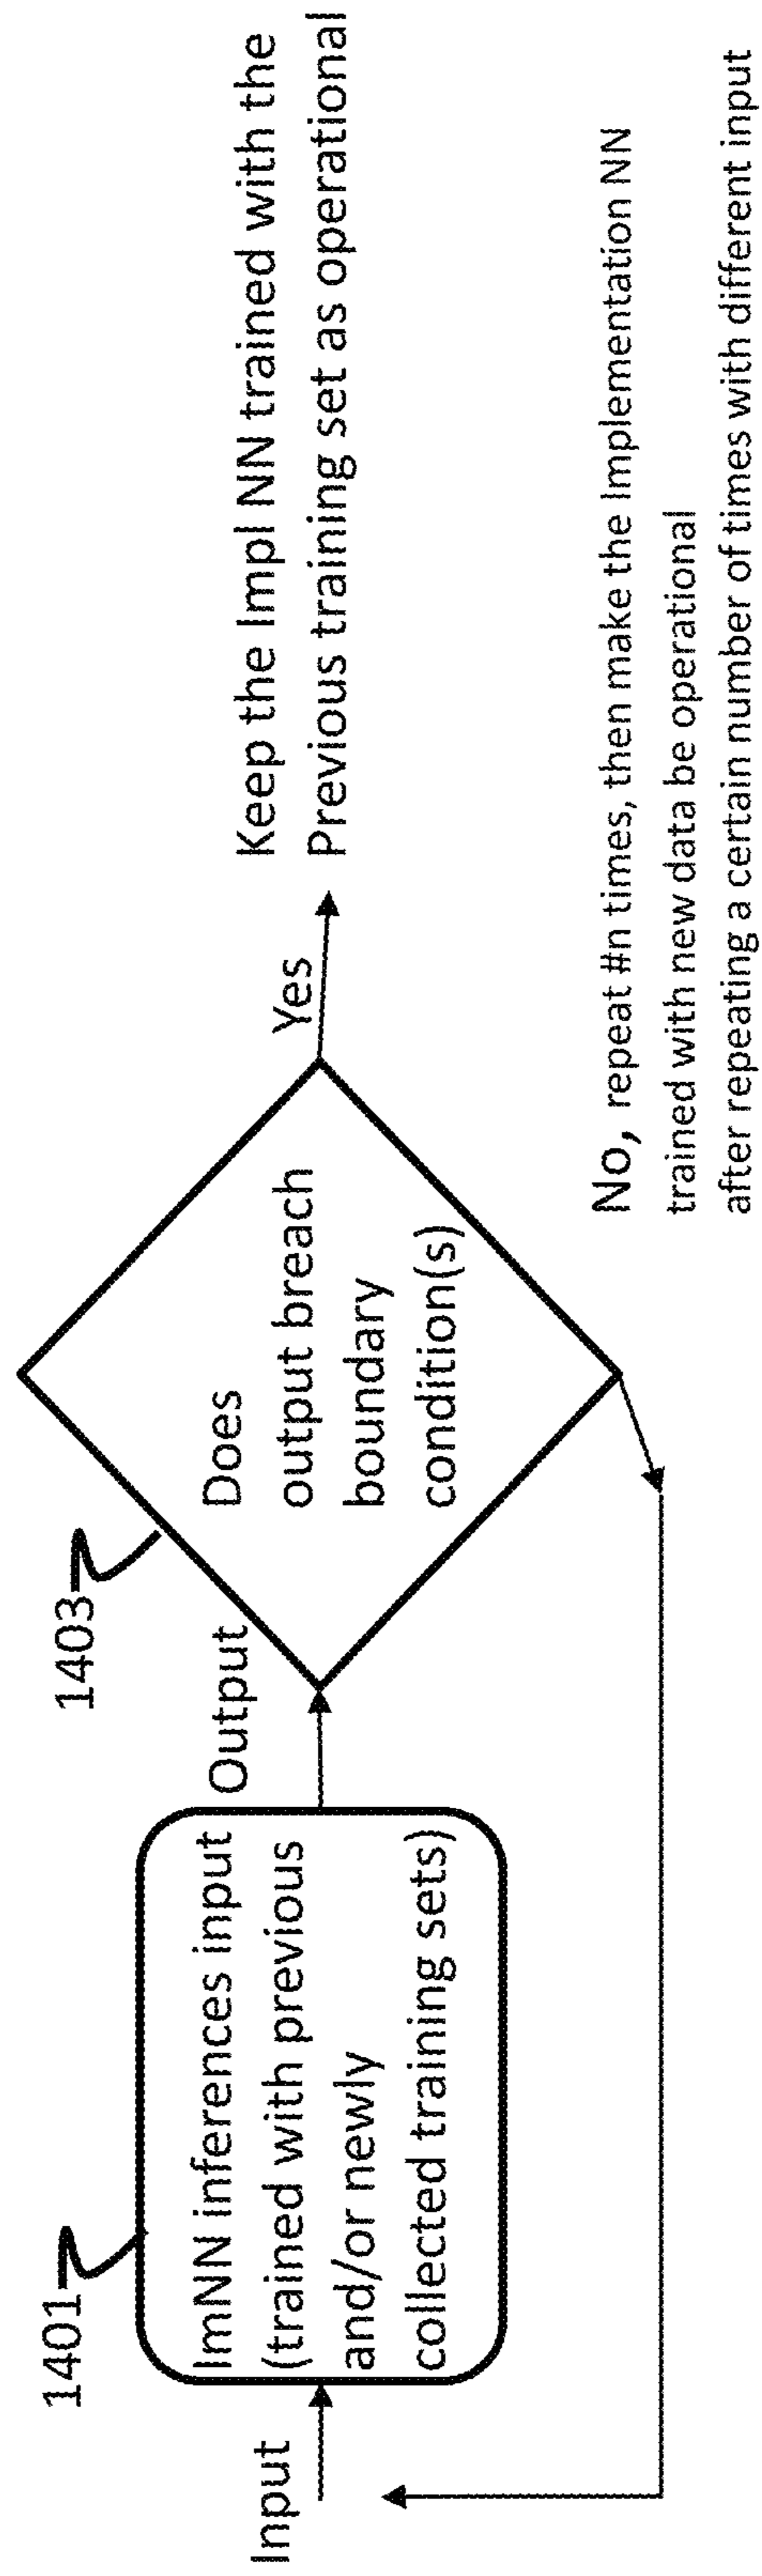 Input
1401
ImNN inferences input
(trained with previous
and/or newly
collected training sets)
Output
1403
Does
output breach
boundary
condition(s)
Yes
Keep the Impl NN trained with the
Previous training set as operational
No, repeat #n times, then make the Implementation NN
trained with new data be operational
after repeating a certain number of times with different input